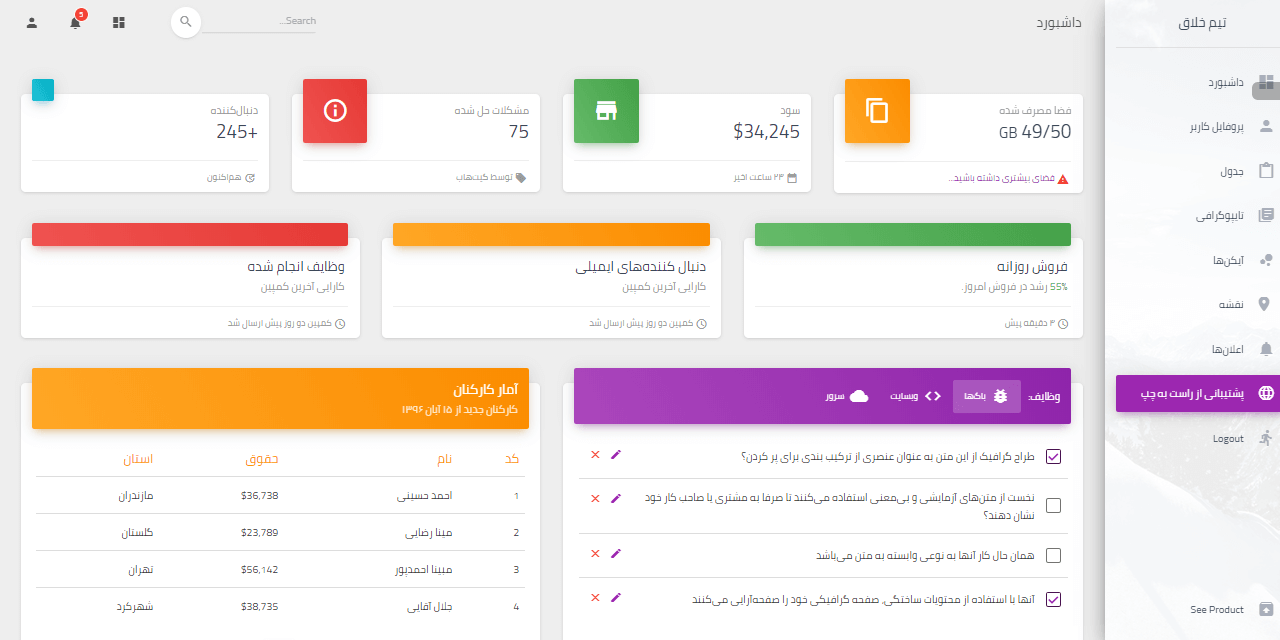 تیم خلاق
داشبورد
پروفایل کاربر
جدول
تایپوگرافی
آیکن‌ها
نقشه
اعلان‌ها
پشتیبانی از راست به چپ
Logout
See Product
داشبورد
Search...
5
فضا مصرف شده
49/50 GB
فضای بیشتری داشته باشید...
سود
$34,245
۲۳ ساعت اخیر
مشکلات حل شده
75
توسط گیت‌هاب
دنبال‌کننده
+245
هم‌اکنون
فروش روزانه
55% رشد در فروش امروز.
۳ دقیقه پیش
دنبال کننده‌های ایمیلی
کارایی آخرین کمپین
کمپین دو روز پیش ارسال شد
وظایف انجام شده
کارایی آخرین کمپین
کمپین دو روز پیش ارسال شد
وظایف:
باگ‌ها
وبسایت
سرور
طراح گرافیک از این متن به عنوان عنصری از ترکیب بندی برای پر کردن؟
نخست از متن‌های آزمایشی و بی‌معنی استفاده می‌کنند تا صرفا به مشتری یا صاحب کار خود
نشان دهند؟
همان حال کار آنها به نوعی وابسته به متن می‌باشد
آنها با استفاده از محتویات ساختگی، صفحه گرافیکی خود را صفحه‌آرایی می‌کنند
آمار کارکنان
کارکنان جدید از ۱۵ آبان ۱۳۹۶
کد نام حقوق استان
1 احمد حسینی $36,738 مازندران
2 مینا رضایی $23,789 گلستان
3 مبینا احمدپور $56,142 تهران
4 جلال آقایی $38,735 شهرکرد